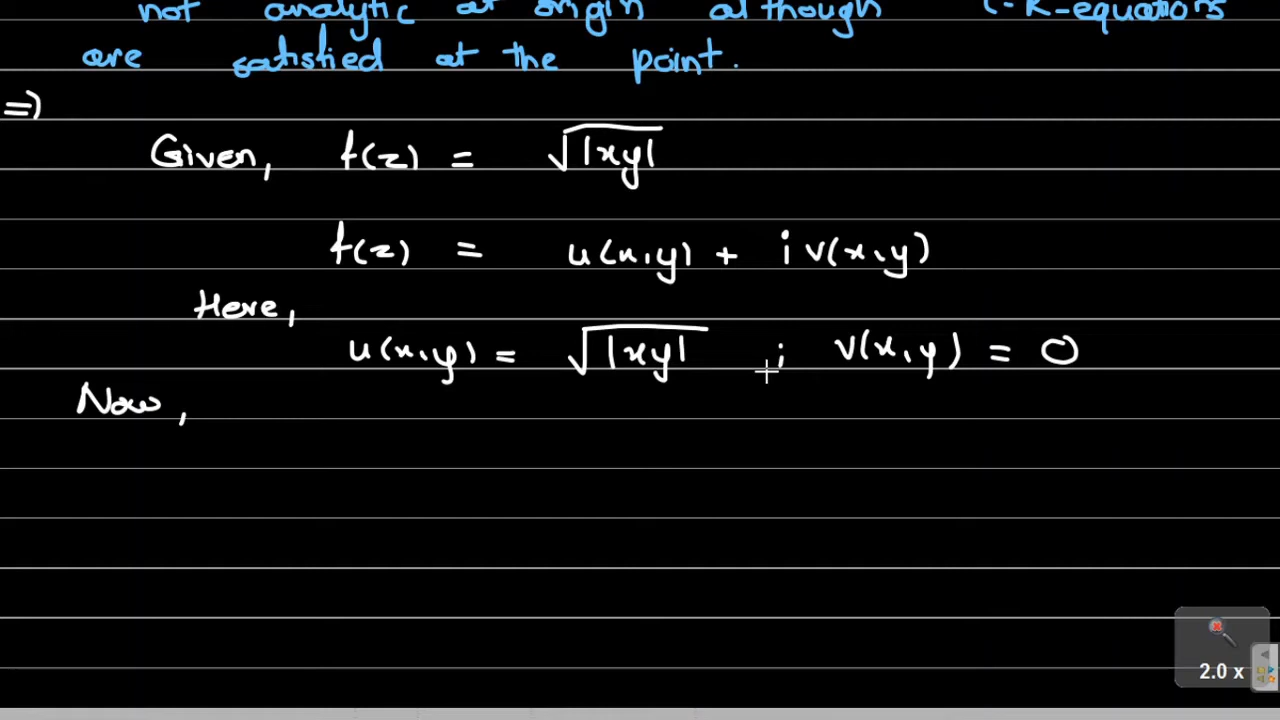 not analytic at origin although C-R-equations
are satisfied at the point.
=>
Given, f(z) = √|xy|
f(z) = u(x,y) + i v(x,y)
Here,
u(x,y) = √|xy| ; v(x,y) = 0
Now,
2.0 x